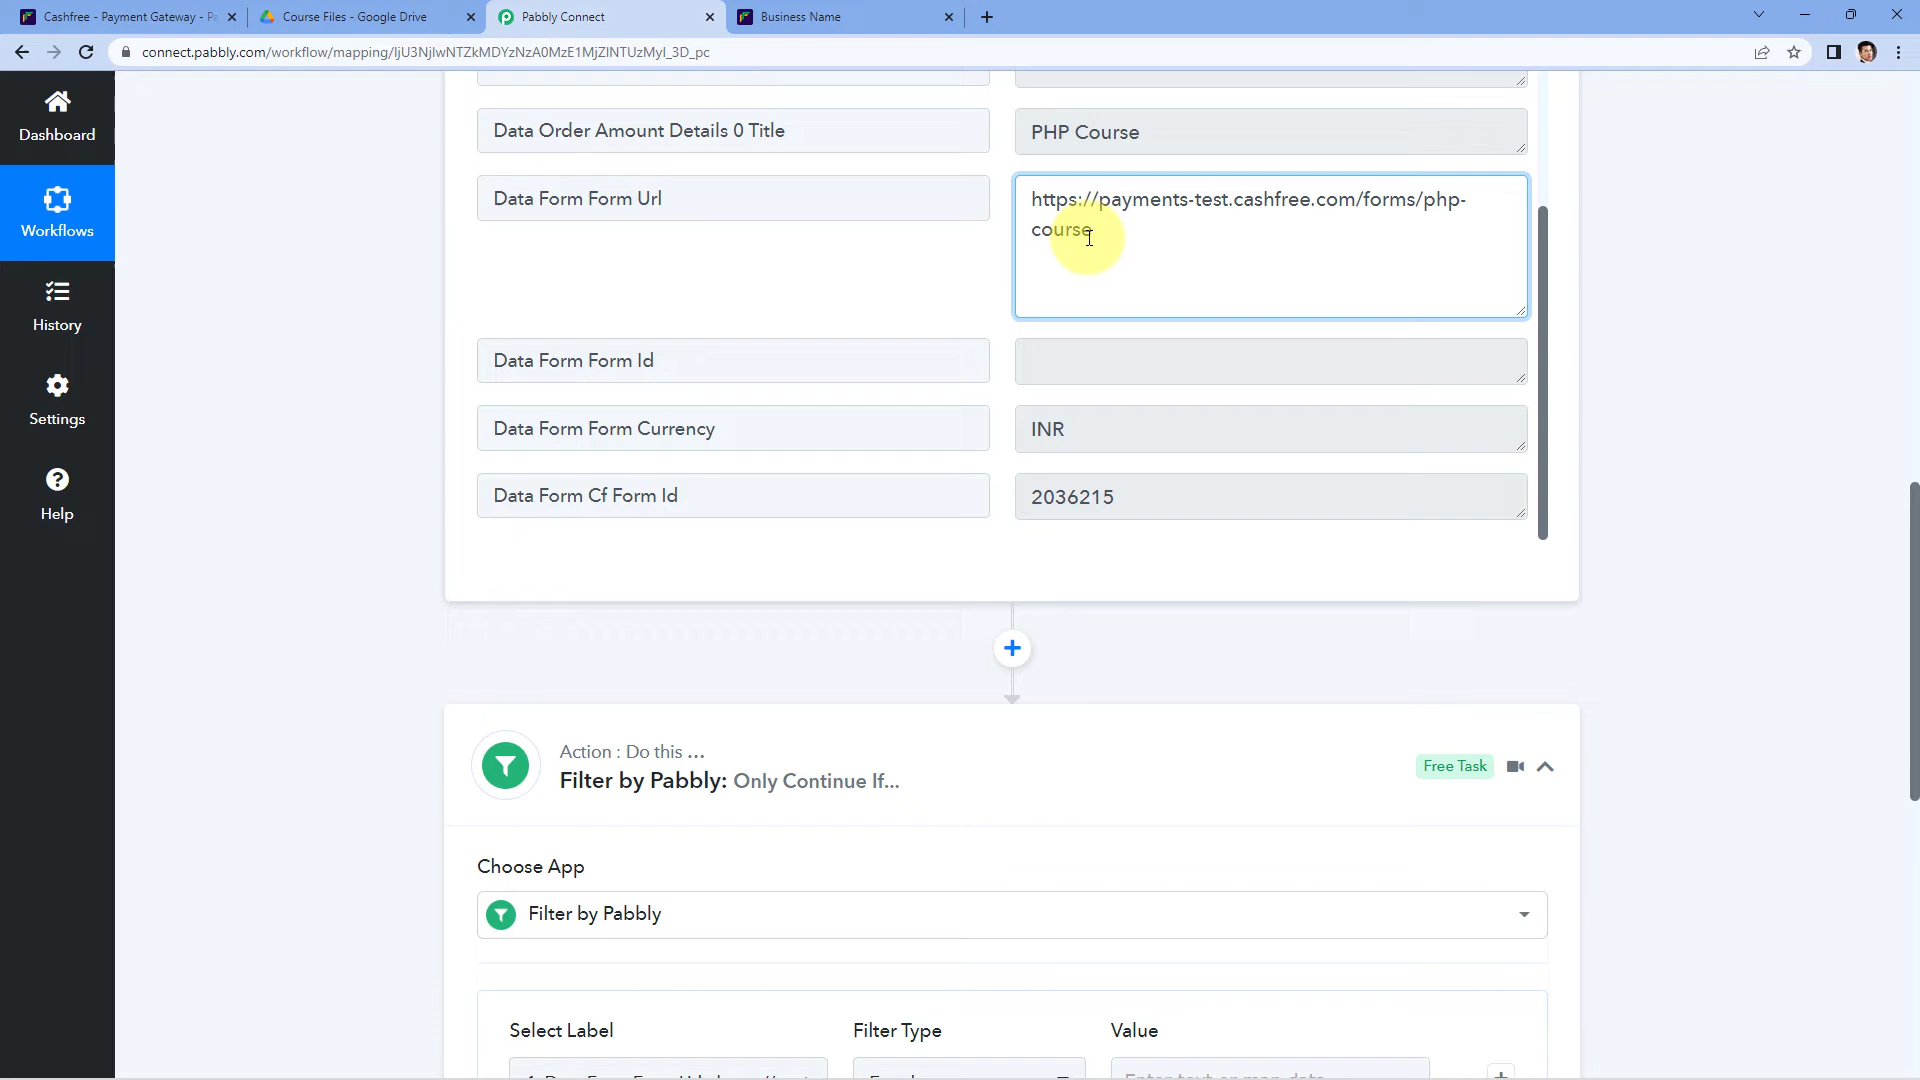 Cashfree - Payment Gateway - Pa
Course Files - Google Drive
Pabbly Connect
Business Name
connect.pabbly.com/workflow/mapping/IjU3NjIwNTZkMDYzNzA0MzE1MjZlNTUzMyI_3D_pc
Dashboard
Workflows
History
Settings
Help
Data Order Amount Details 0 Title
PHP Course
Data Form Form Url
https://payments-test.cashfree.com/forms/php-
course
Data Form Form Id
Data Form Form Currency
INR
Data Form Cf Form Id
2036215
Action : Do this ...
Filter by Pabbly: Only Continue If...
Free Task
Choose App
Filter by Pabbly
Select Label
Filter Type
Value